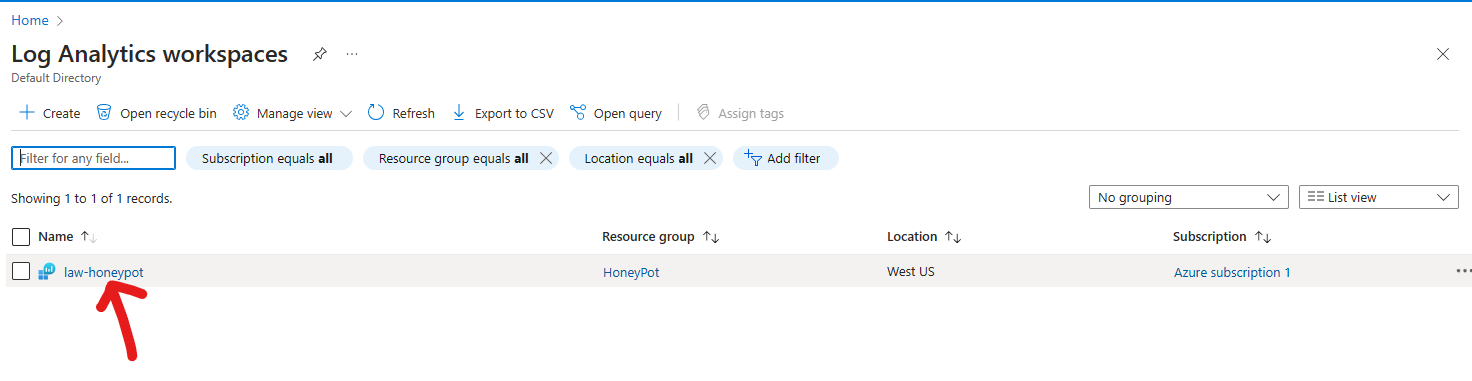 Home
Log Analytics workspaces
Default Directory
Create Open recycle bin Manage view Refresh Export to CSV Open query Assign tags
Filter for any field... Subscription equals all Resource group equals all Location equals all Add filter
Showing 1 to 1 of 1 records. No grouping List view
Name Resource group Location Subscription
law-honeypot HoneyPot West US Azure subscription 1